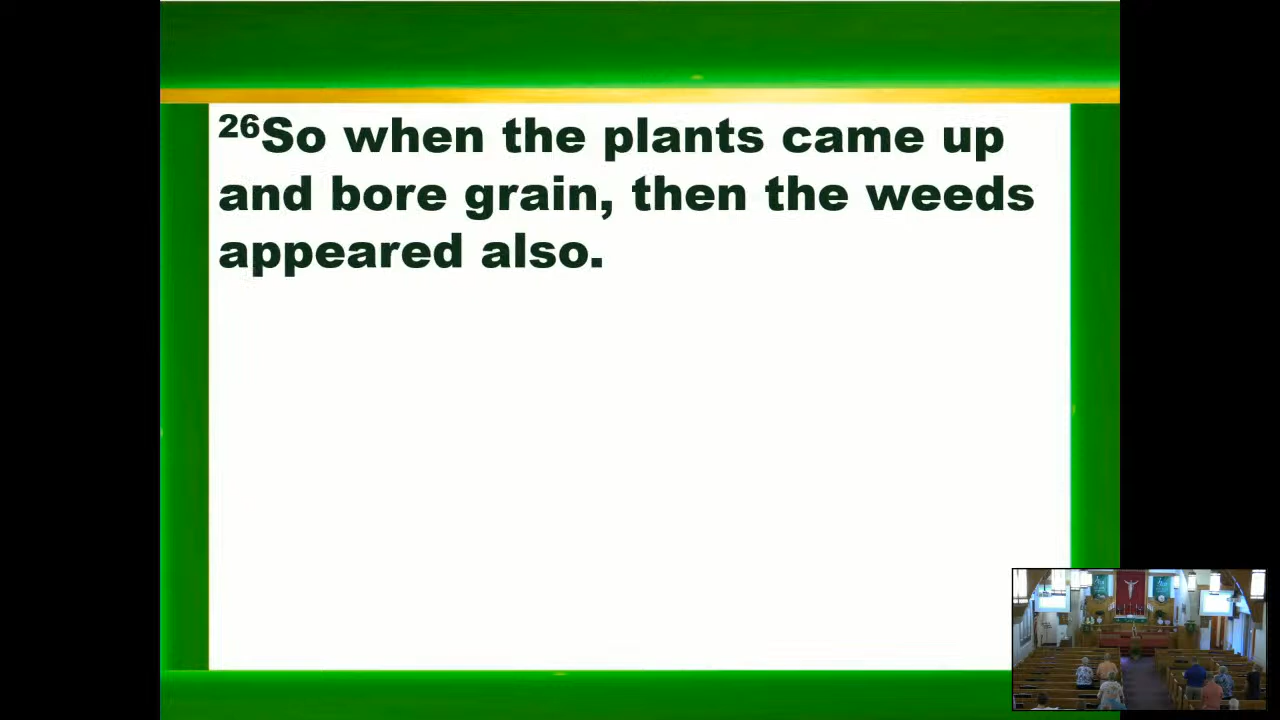 26So when the plants came up
and bore grain, then the weeds
appeared also.